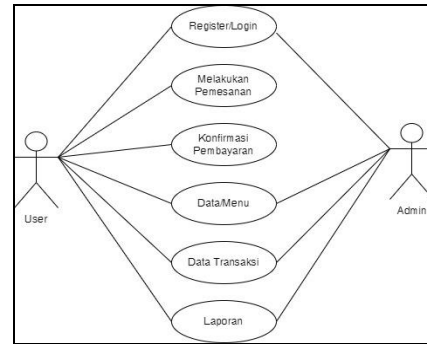 Register/Login
Melakukan
Pemesanan
Konfirmasi
Pembayaran
User
Admin
Data/Menu
Data Transaksi
Laporan